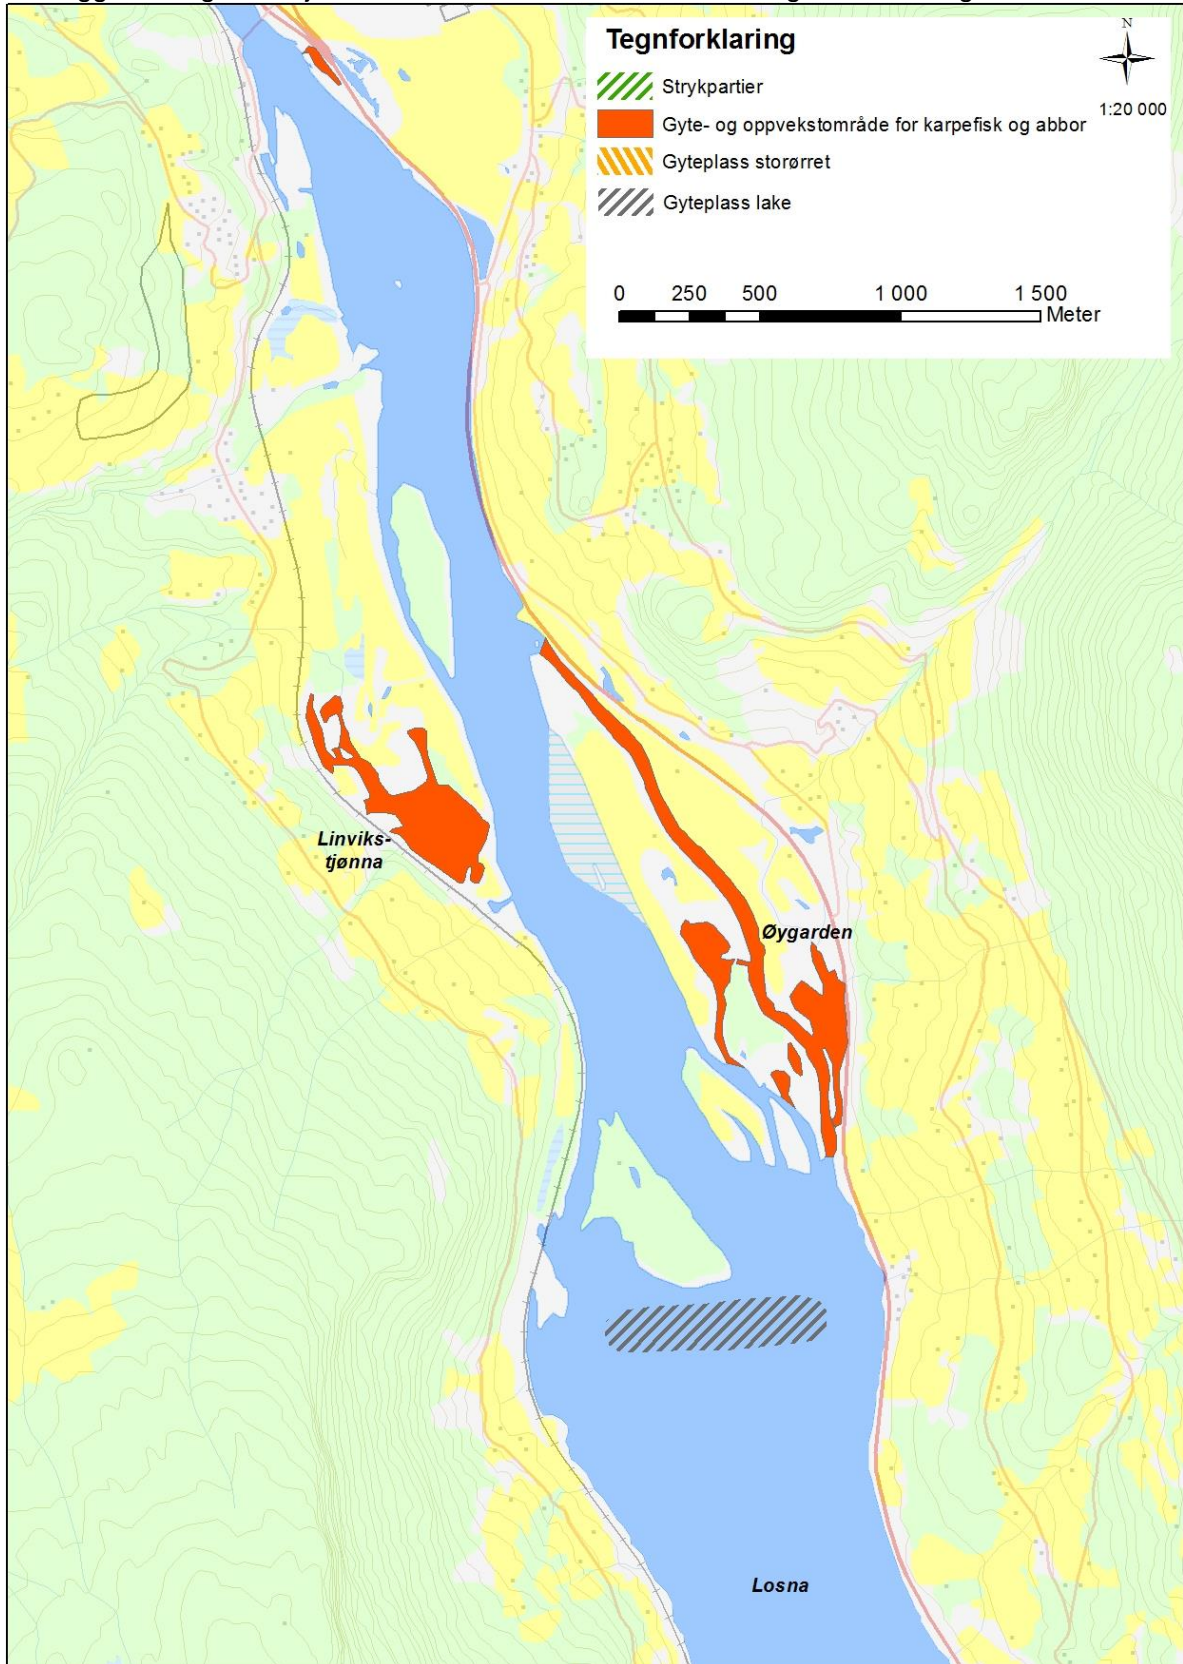 Tegnforklaring
N
Strykpartier
1:20 000
Gyte- og oppvekstområde for karpefisk og abbor
Gyteplass storørret
Gyteplass lake
0 250 500 1 000 1 500
Meter
Linviks-
tjønna
Øygarden
Losna